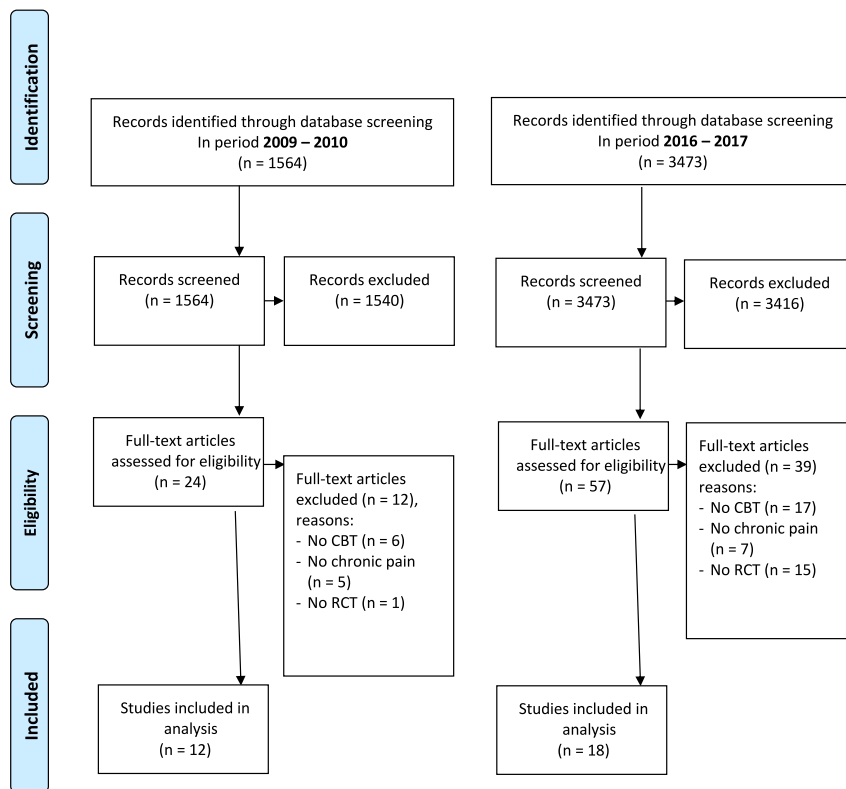 Identification
Records identified through database screening
In period 2009 – 2010
(n = 1564)
Records identified through database screening
In period 2016 – 2017
(n = 3473)
Screening
Records screened
(n = 1564)
Records excluded
(n = 1540)
Records screened
(n = 3473)
Records excluded
(n = 3416)
Eligibility
Full-text articles
assessed for eligibility
(n = 24)
Full-text articles
excluded (n = 12),
reasons:
- No CBT (n = 6)
- No chronic pain
(n = 5)
- No RCT (n = 1)
Full-text articles
assessed for eligibility
(n = 57)
Full-text articles
excluded (n = 39)
reasons:
- No CBT (n = 17)
- No chronic pain
(n = 7)
- No RCT (n = 15)
Included
Studies included in
analysis
(n = 12)
Studies included in
analysis
(n = 18)